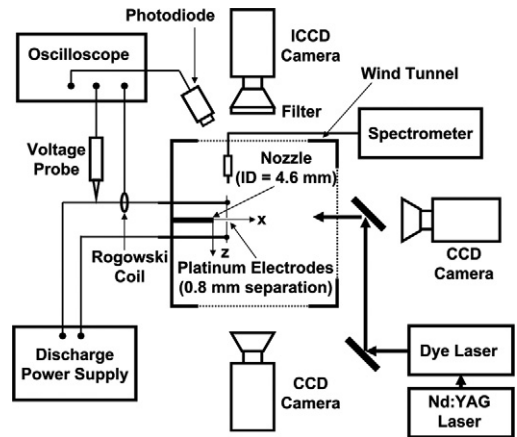 Photodiode
Oscilloscope
ICCD
Camera
Wind Tunnel
Filter
Spectrometer
Voltage
Probe
Nozzle
(ID = 4.6 mm)
x
z
Rogowski
Coil
Platinum Electrodes
(0.8 mm separation)
CCD
Camera
Discharge
Power Supply
CCD
Camera
Dye Laser
Nd:YAG
Laser